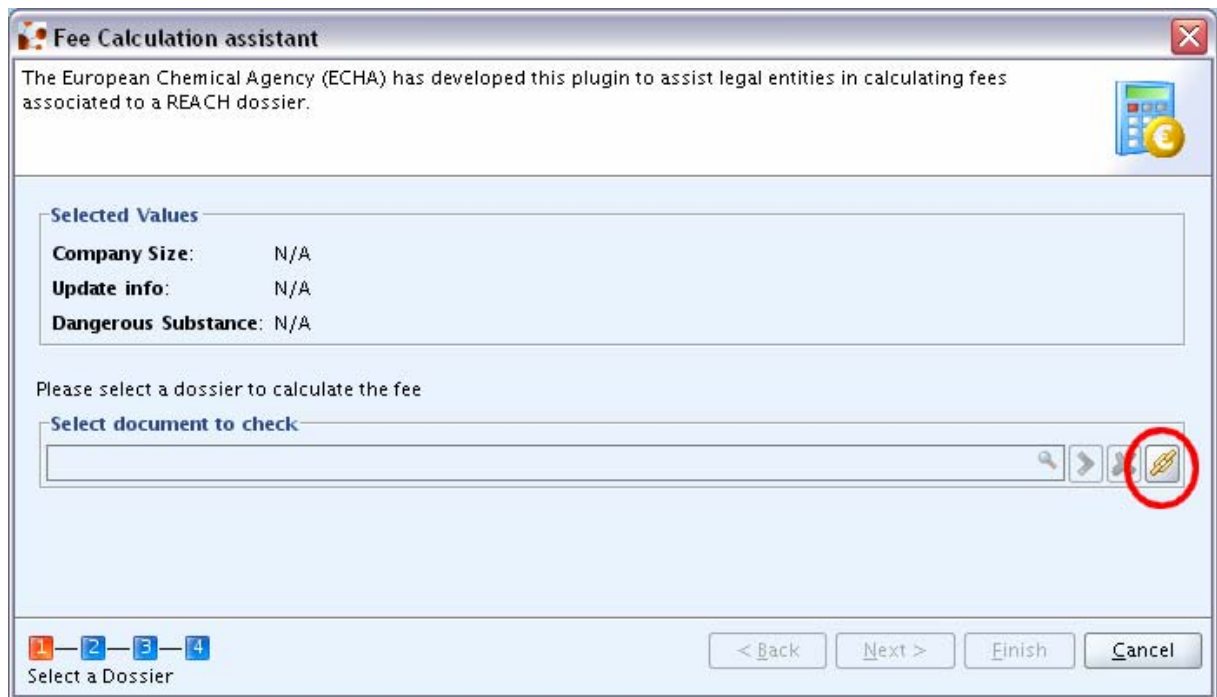 Fee Calculation assistant
The European Chemical Agency (ECHA) has developed this plugin to assist legal entities in calculating fees
associated to a REACH dossier.
Selected Values
Company Size: N/A
Update info: N/A
Dangerous Substance: N/A
Please select a dossier to calculate the fee
Select document to check
1 2 3 4
Select a Dossier
< Back Next > Finish Cancel